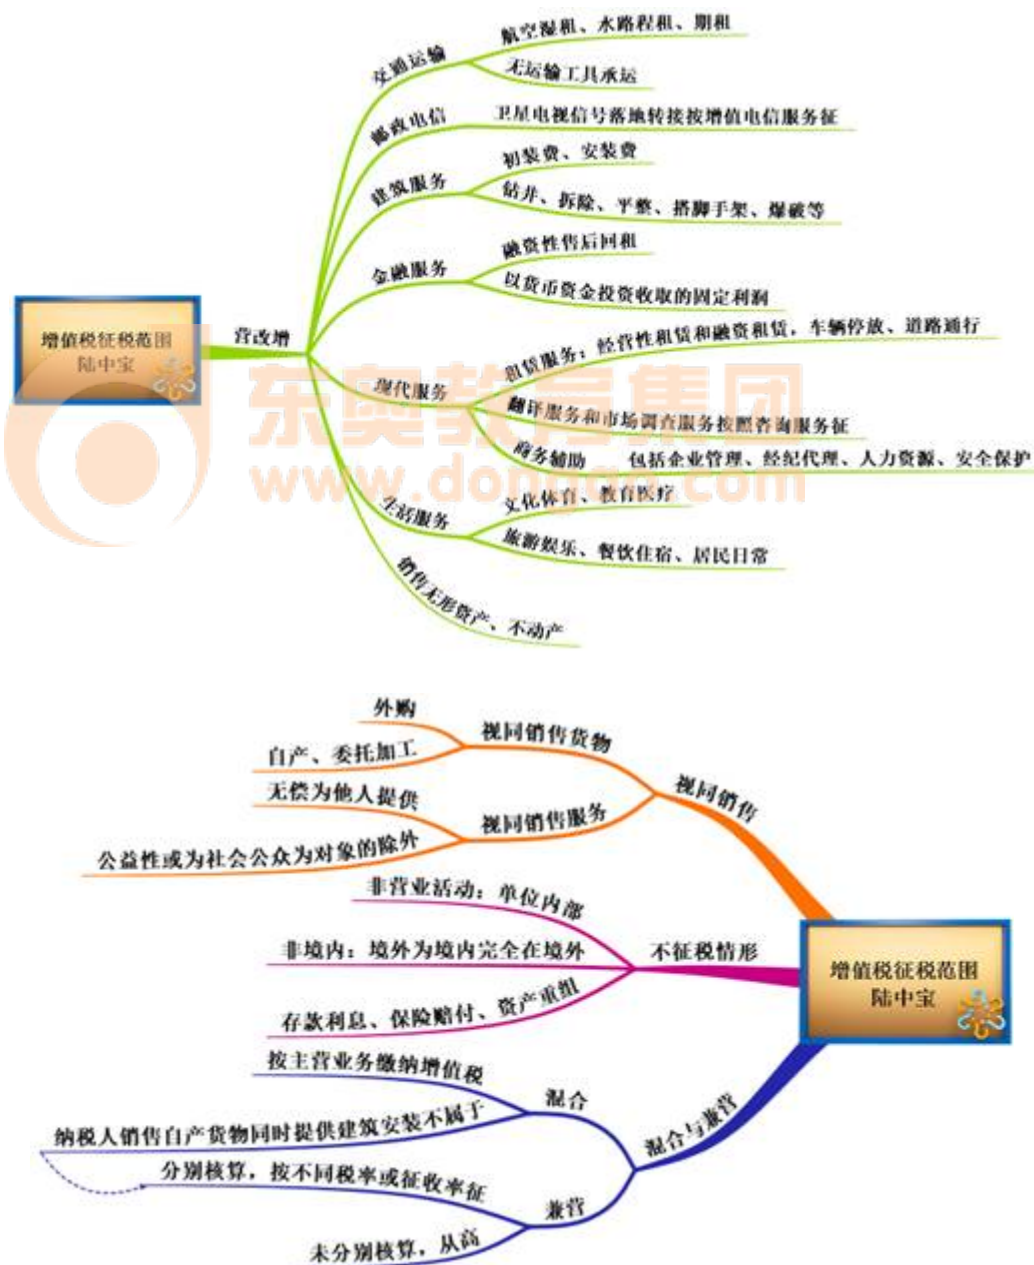 增值税征税范围
陆中宝
营改增
交通运输
航空湿租、水路程租、期租
无运输工具承运
邮政电信
卫星电视信号落地转接按增值电信服务征
建筑服务
初装费、安装费
钻井、拆除、平整、搭脚手架、爆破等
金融服务
融资性售后回租
以货币资金投资收取的固定利润
现代服务
租赁服务：经营性租赁和融资租赁，车辆停放、道路通行
翻译服务和市场调查服务按照咨询服务征
商务辅助
包括企业管理、经纪代理、人力资源、安全保护
生活服务
文化体育、教育医疗
旅游娱乐、餐饮住宿、居民日常
销售无形资产、不动产
东奥教育集团
www.dongao.com
增值税征税范围
陆中宝
视同销售
视同销售货物
外购
自产、委托加工
视同销售服务
无偿为他人提供
公益性或为社会公众为对象的除外
不征税情形
非营业活动：单位内部
非境内：境外为境内完全在境外
存款利息、保险赔付、资产重组
混合与兼营
混合
按主营业务缴纳增值税
纳税人销售自产货物同时提供建筑安装不属于
兼营
分别核算，按不同税率或征收率征
未分别核算，从高